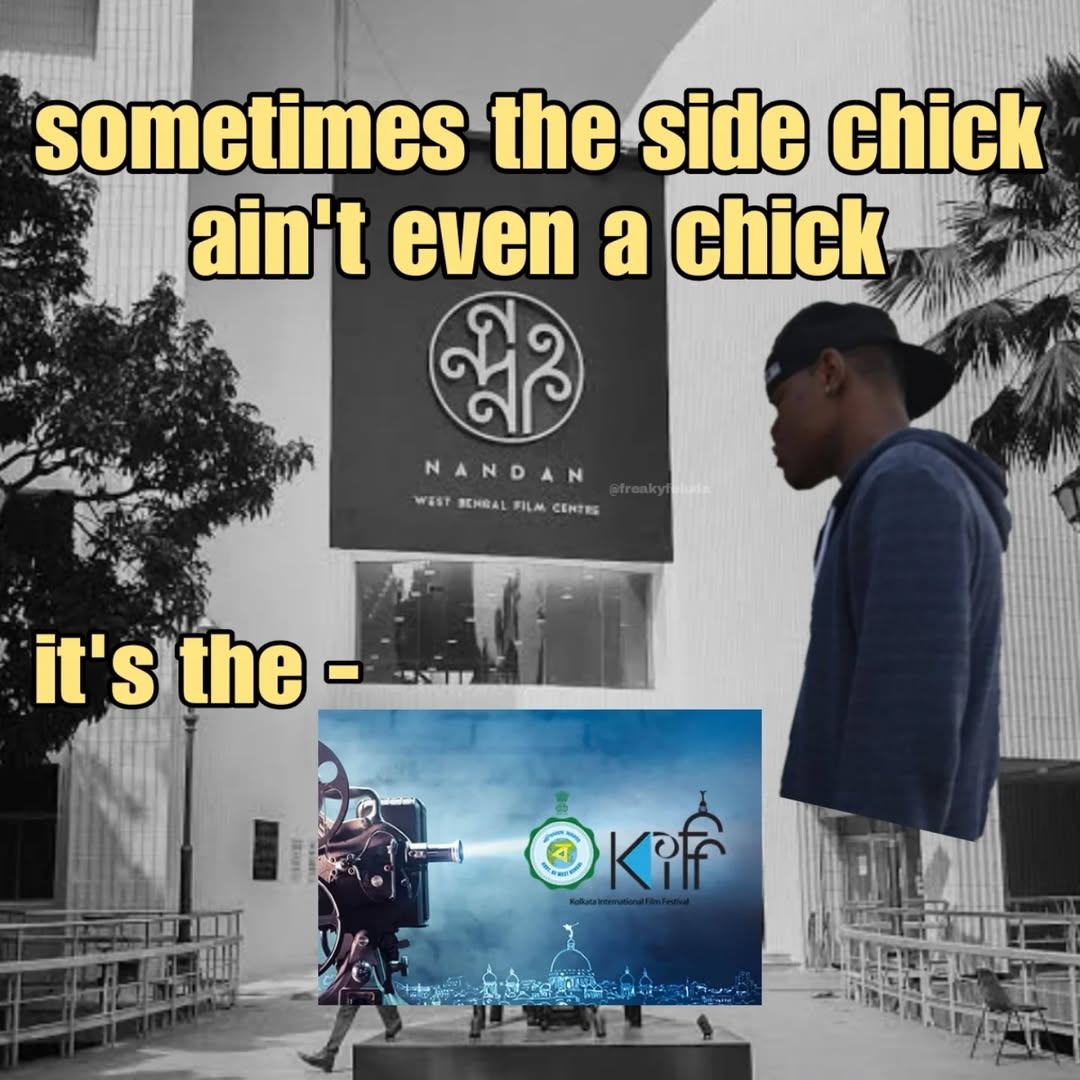 sometimes the side chick
ain't even a chick
NANDAN
WEST BENGAL FILM CENTRE
it's the -
KIFF
Kolkata International Film Festival